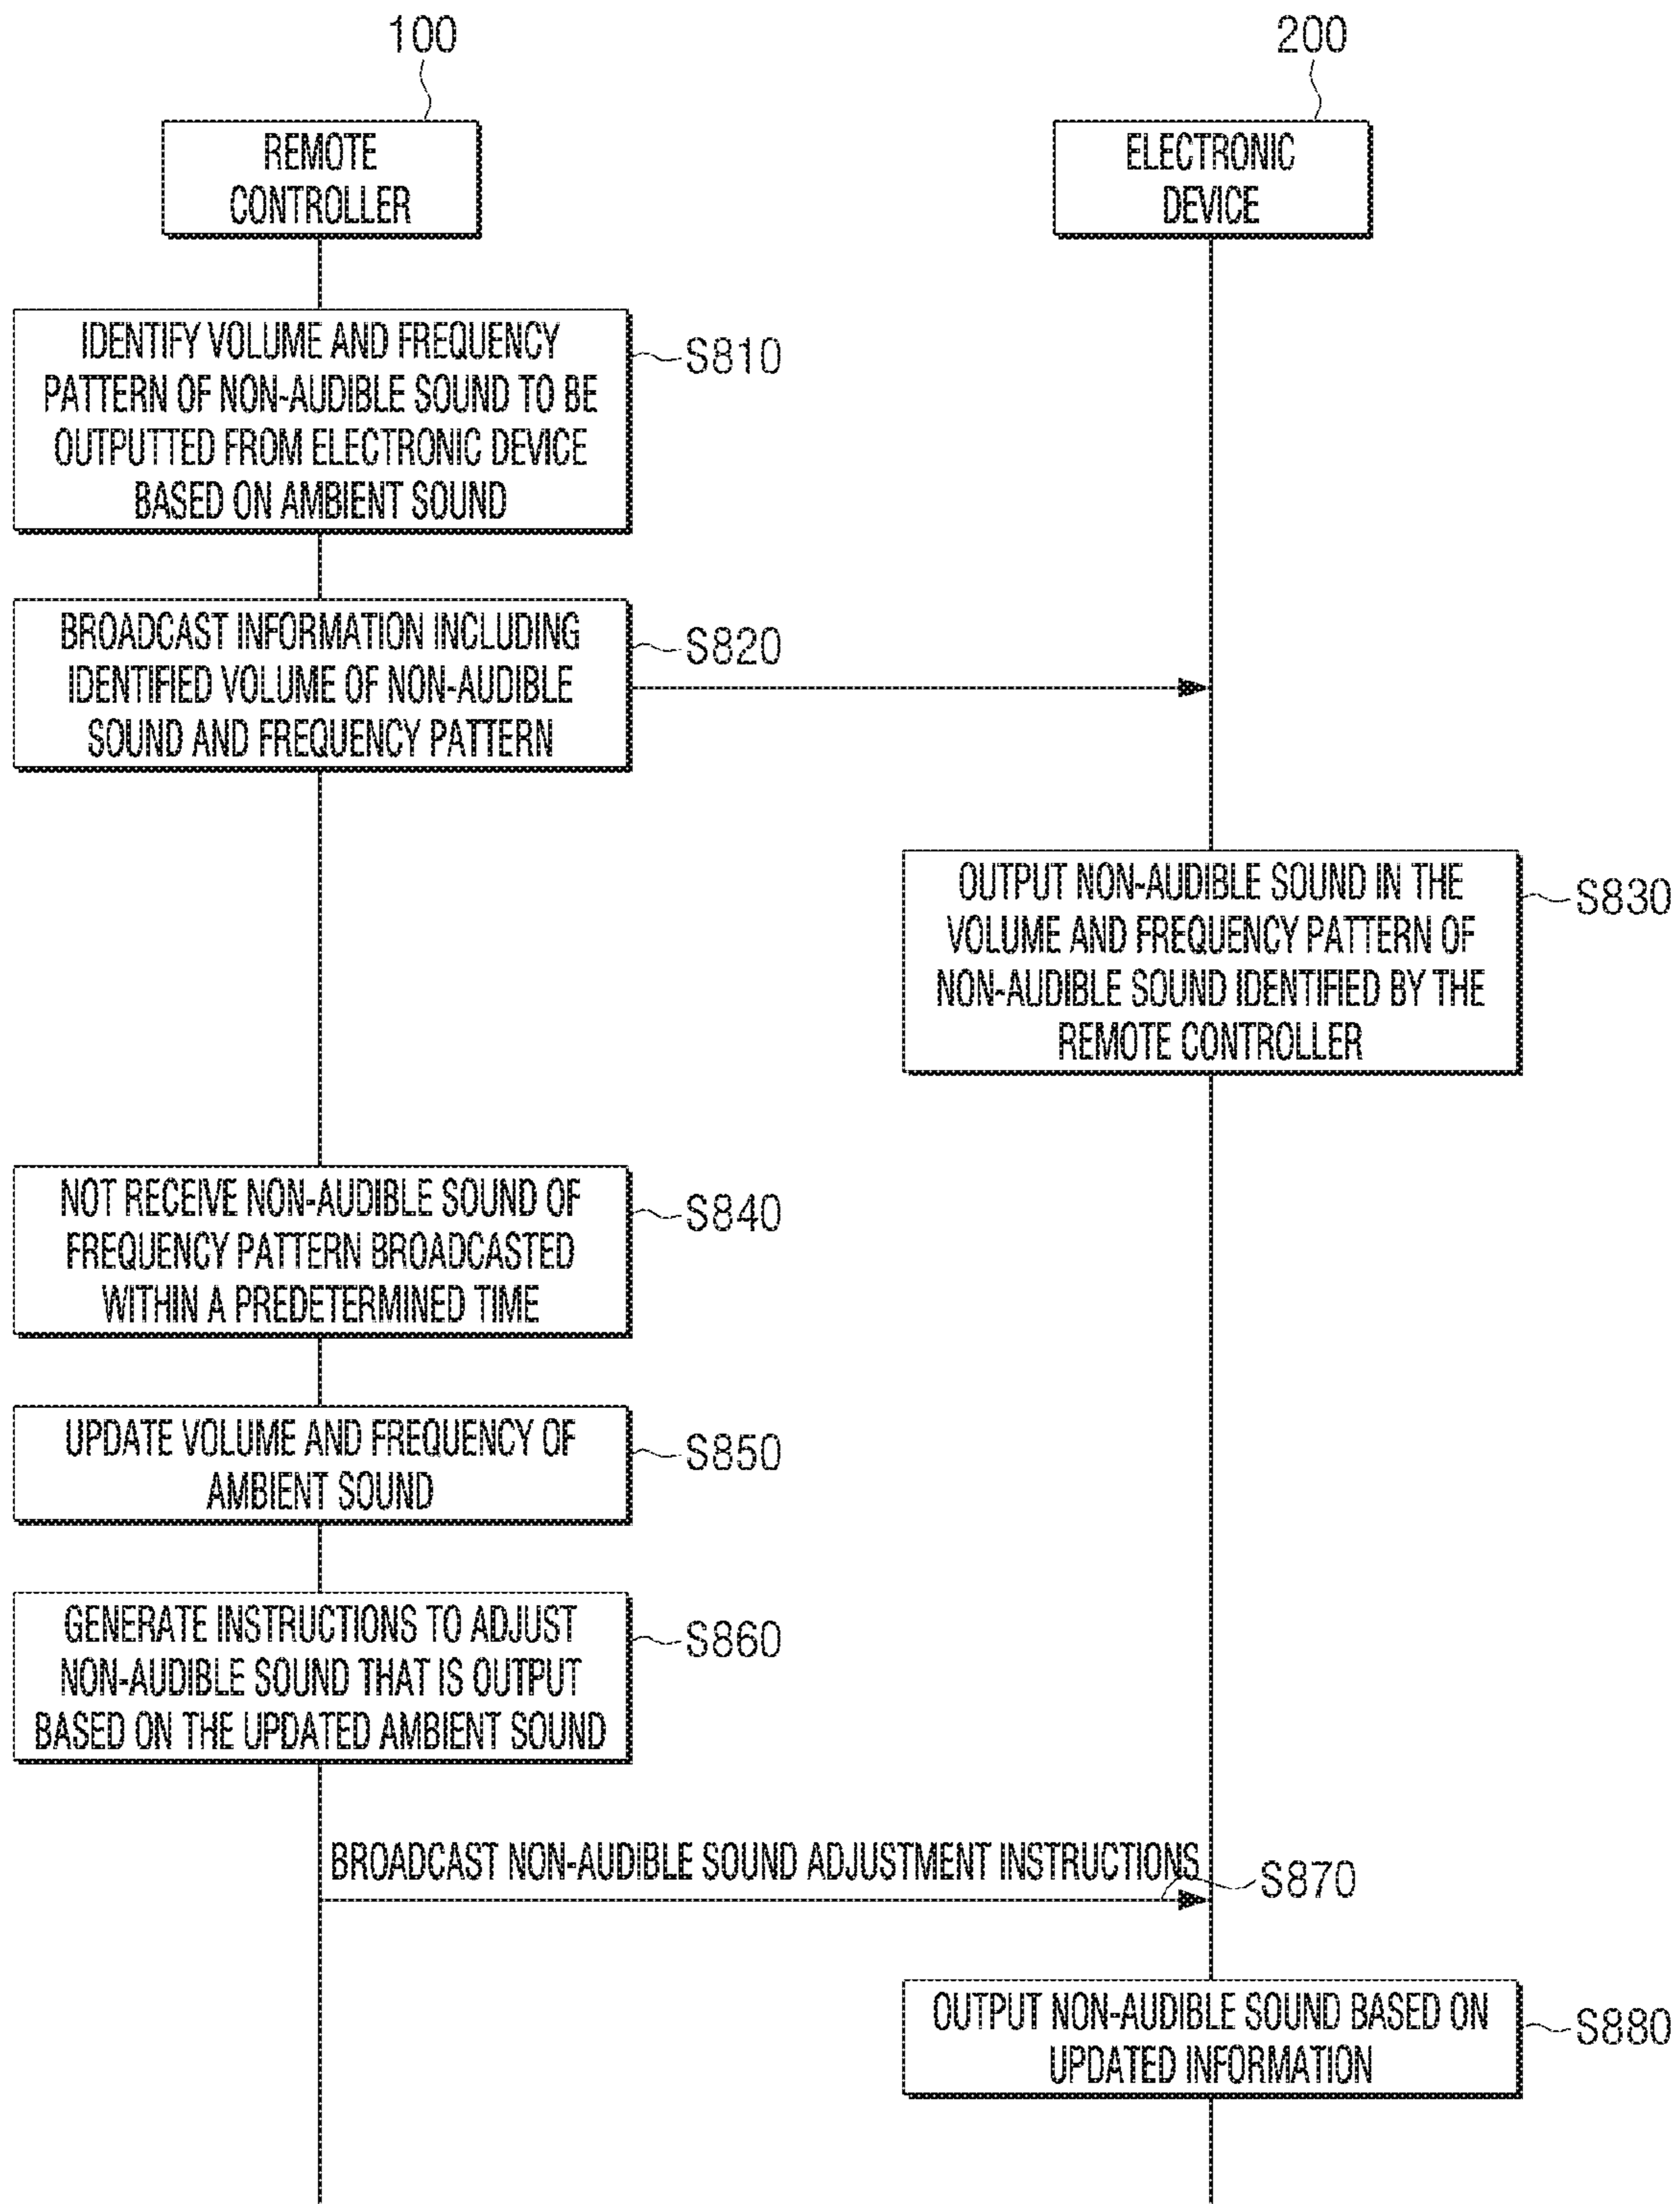 100
200
REMOTE
CONTROLLER
ELECTRONIC
DEVICE
IDENTIFY VOLUME AND FREQUENCY
PATTERN OF NON-AUDIBLE SOUND TO BE
OUTPUTTED FROM ELECTRONIC DEVICE
BASED ON AMBIENT SOUND
S810
BROADCAST INFORMATION INCLUDING
IDENTIFIED VOLUME OF NON-AUDIBLE
SOUND AND FREQUENCY PATTERN
S820
OUTPUT NON-AUDIBLE SOUND IN THE
VOLUME AND FREQUENCY PATTERN OF
NON-AUDIBLE SOUND IDENTIFIED BY THE
REMOTE CONTROLLER
S830
NOT RECEIVE NON-AUDIBLE SOUND OF
FREQUENCY PATTERN BROADCASTED
WITHIN A PREDETERMINED TIME
S840
UPDATE VOLUME AND FREQUENCY OF
AMBIENT SOUND
S850
GENERATE INSTRUCTIONS TO ADJUST
NON-AUDIBLE SOUND THAT IS OUTPUT
BASED ON THE UPDATED AMBIENT SOUND
S860
BROADCAST NON-AUDIBLE SOUND ADJUSTMENT INSTRUCTIONS
S870
OUTPUT NON-AUDIBLE SOUND BASED ON
UPDATED INFORMATION
S880